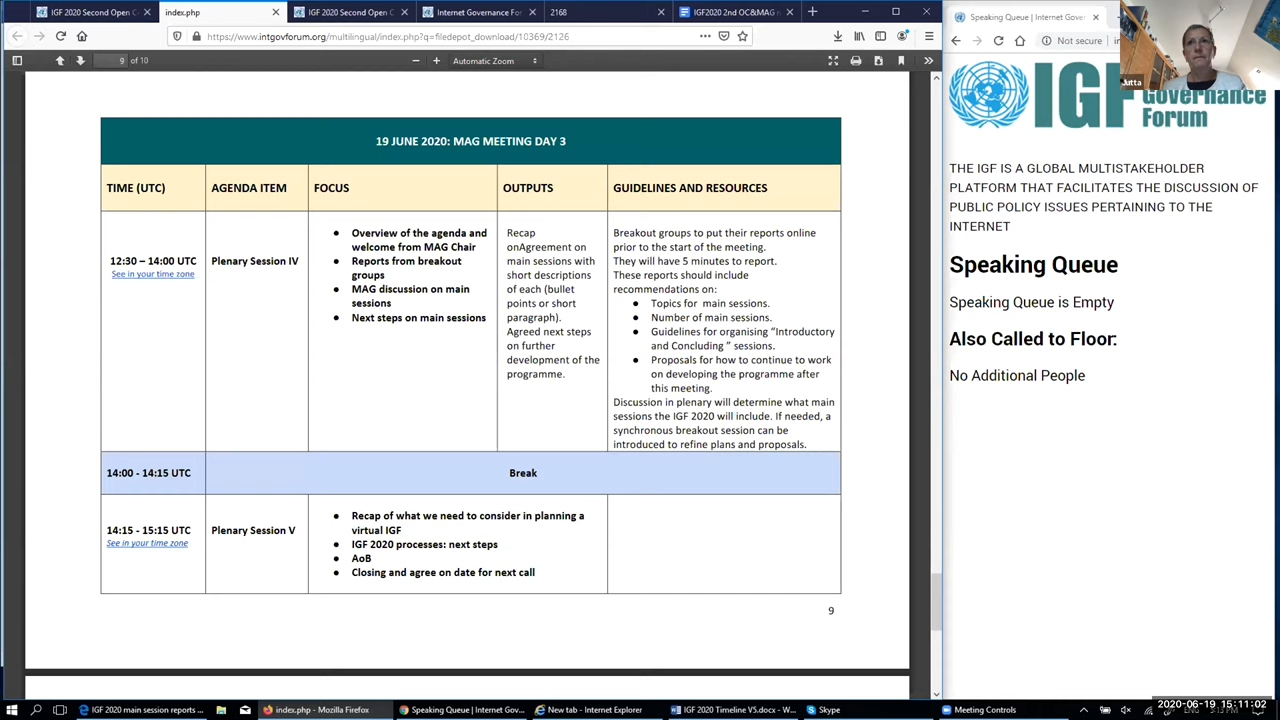 IGF 2020 Second Open C
index.php
IGF 2020 Second Open C
Internet Governance For
2168
IGF2020 2nd OC&MAG n
https://www.intgovforum.org/multilingual/index.php?q=filedepot_download/10369/2126
9 of 10
Automatic Zoom
19 JUNE 2020: MAG MEETING DAY 3
TIME (UTC)
AGENDA ITEM
FOCUS
OUTPUTS
GUIDELINES AND RESOURCES
12:30 – 14:00 UTC
See in your time zone
Plenary Session IV
● Overview of the agenda and
welcome from MAG Chair
● Reports from breakout
groups
● MAG discussion on main
sessions
● Next steps on main sessions
Recap
onAgreement on
main sessions with
short descriptions
of each (bullet
points or short
paragraph).
Agreed next steps
on further
development of the
programme.
Breakout groups to put their reports online
prior to the start of the meeting.
They will have 5 minutes to report.
These reports should include
recommendations on:
● Topics for main sessions.
● Number of main sessions.
● Guidelines for organising “Introductory
and Concluding ” sessions.
● Proposals for how to continue to work
on developing the programme after
this meeting.
Discussion in plenary will determine what main
sessions the IGF 2020 will include. If needed, a
synchronous breakout session can be
introduced to refine plans and proposals.
14:00 - 14:15 UTC
Break
14:15 - 15:15 UTC
See in your time zone
Plenary Session V
● Recap of what we need to consider in planning a
virtual IGF
● IGF 2020 processes: next steps
● AoB
● Closing and agree on date for next call
9
Speaking Queue | Internet Gover
Not secure
Jutta
IGF
Governance
Forum
THE IGF IS A GLOBAL MULTISTAKEHOLDER
PLATFORM THAT FACILITATES THE DISCUSSION OF
PUBLIC POLICY ISSUES PERTAINING TO THE
INTERNET
Speaking Queue
Speaking Queue is Empty
Also Called to Floor:
No Additional People
IGF 2020 main session reports ...
index.php - Mozilla Firefox
Speaking Queue | Internet Gov...
New tab - Internet Explorer
IGF 2020 Timeline V5.docx - W...
Skype
Meeting Controls
2020-06-19 15:11:02